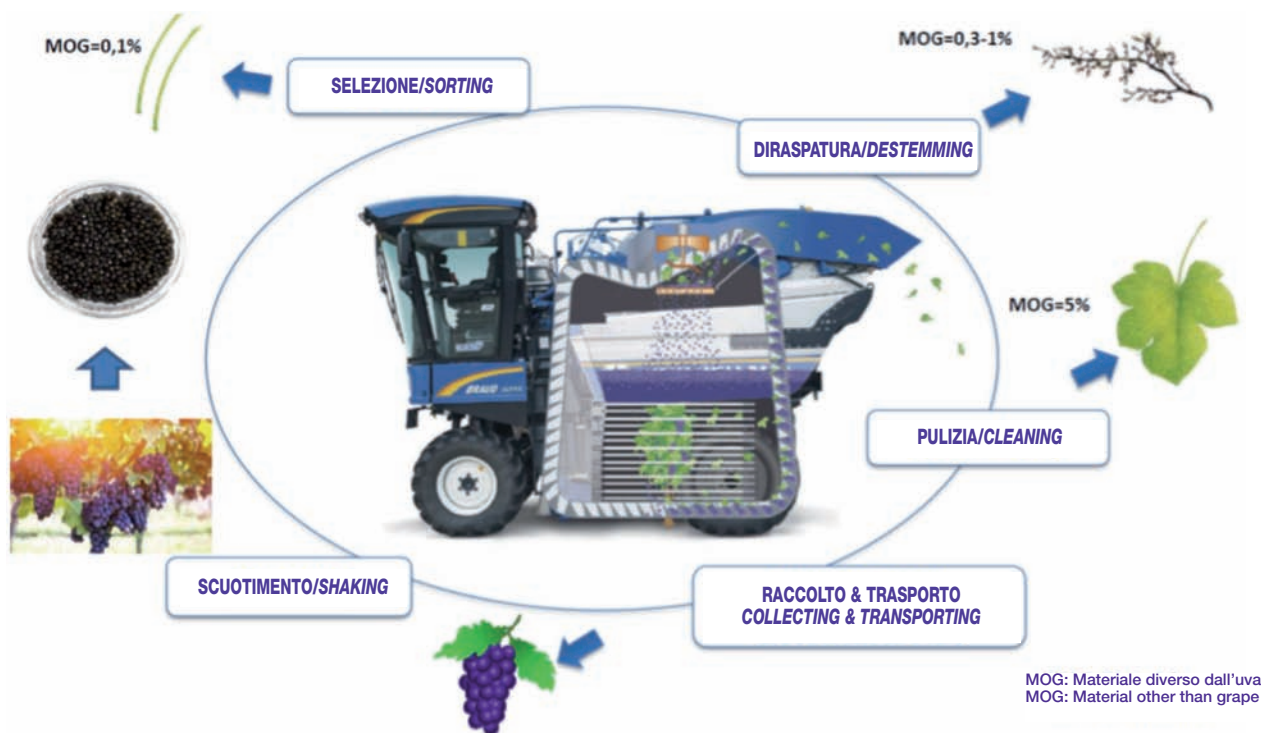 MOG=0,1%
SELEZIONE/SORTING
MOG=0,3-1%
DIRASPATURA/DESTEMMING
MOG=5%
PULIZIA/CLEANING
BRAUD
SCUOTIMENTO/SHAKING
RACCOLTO & TRASPORTO
COLLECTING & TRANSPORTING
MOG: Materiale diverso dall'uva
MOG: Material other than grape